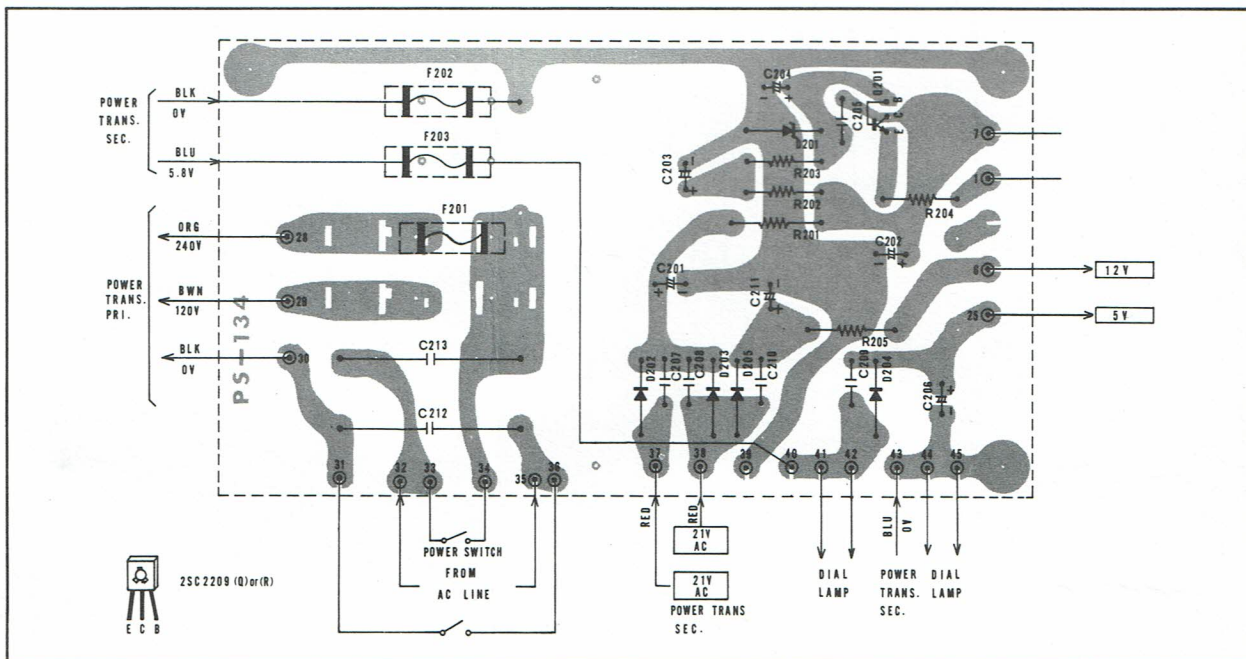 POWER
TRANS.
SEC.
BLK
0V
BLU
5.8V
F202
F203
F201
ORG
240V
BWN
120V
BLK
0V
POWER
TRANS.
PRI.
28
29
30
PS-134
C213
C212
31
32
33
34
35
36
POWER SWITCH
FROM
AC LINE
2SC2209 (Q)or(R)
E C B
C204
- +
C205
Q201
B
C
E
D201
C203
-
+
R203
R202
R201
R204
C202
- +
C201
+ -
C211
-
+
R205
D202
C207
C208
D203
D205
C210
C209
D204
C206
+
-
7
1
6
25
12V
5V
37
38
39
40
41
42
43
44
45
RED
RED
21V
AC
21V
AC
POWER TRANS
SEC.
DIAL
LAMP
BLU
0V
POWER
TRANS.
SEC.
DIAL
LAMP